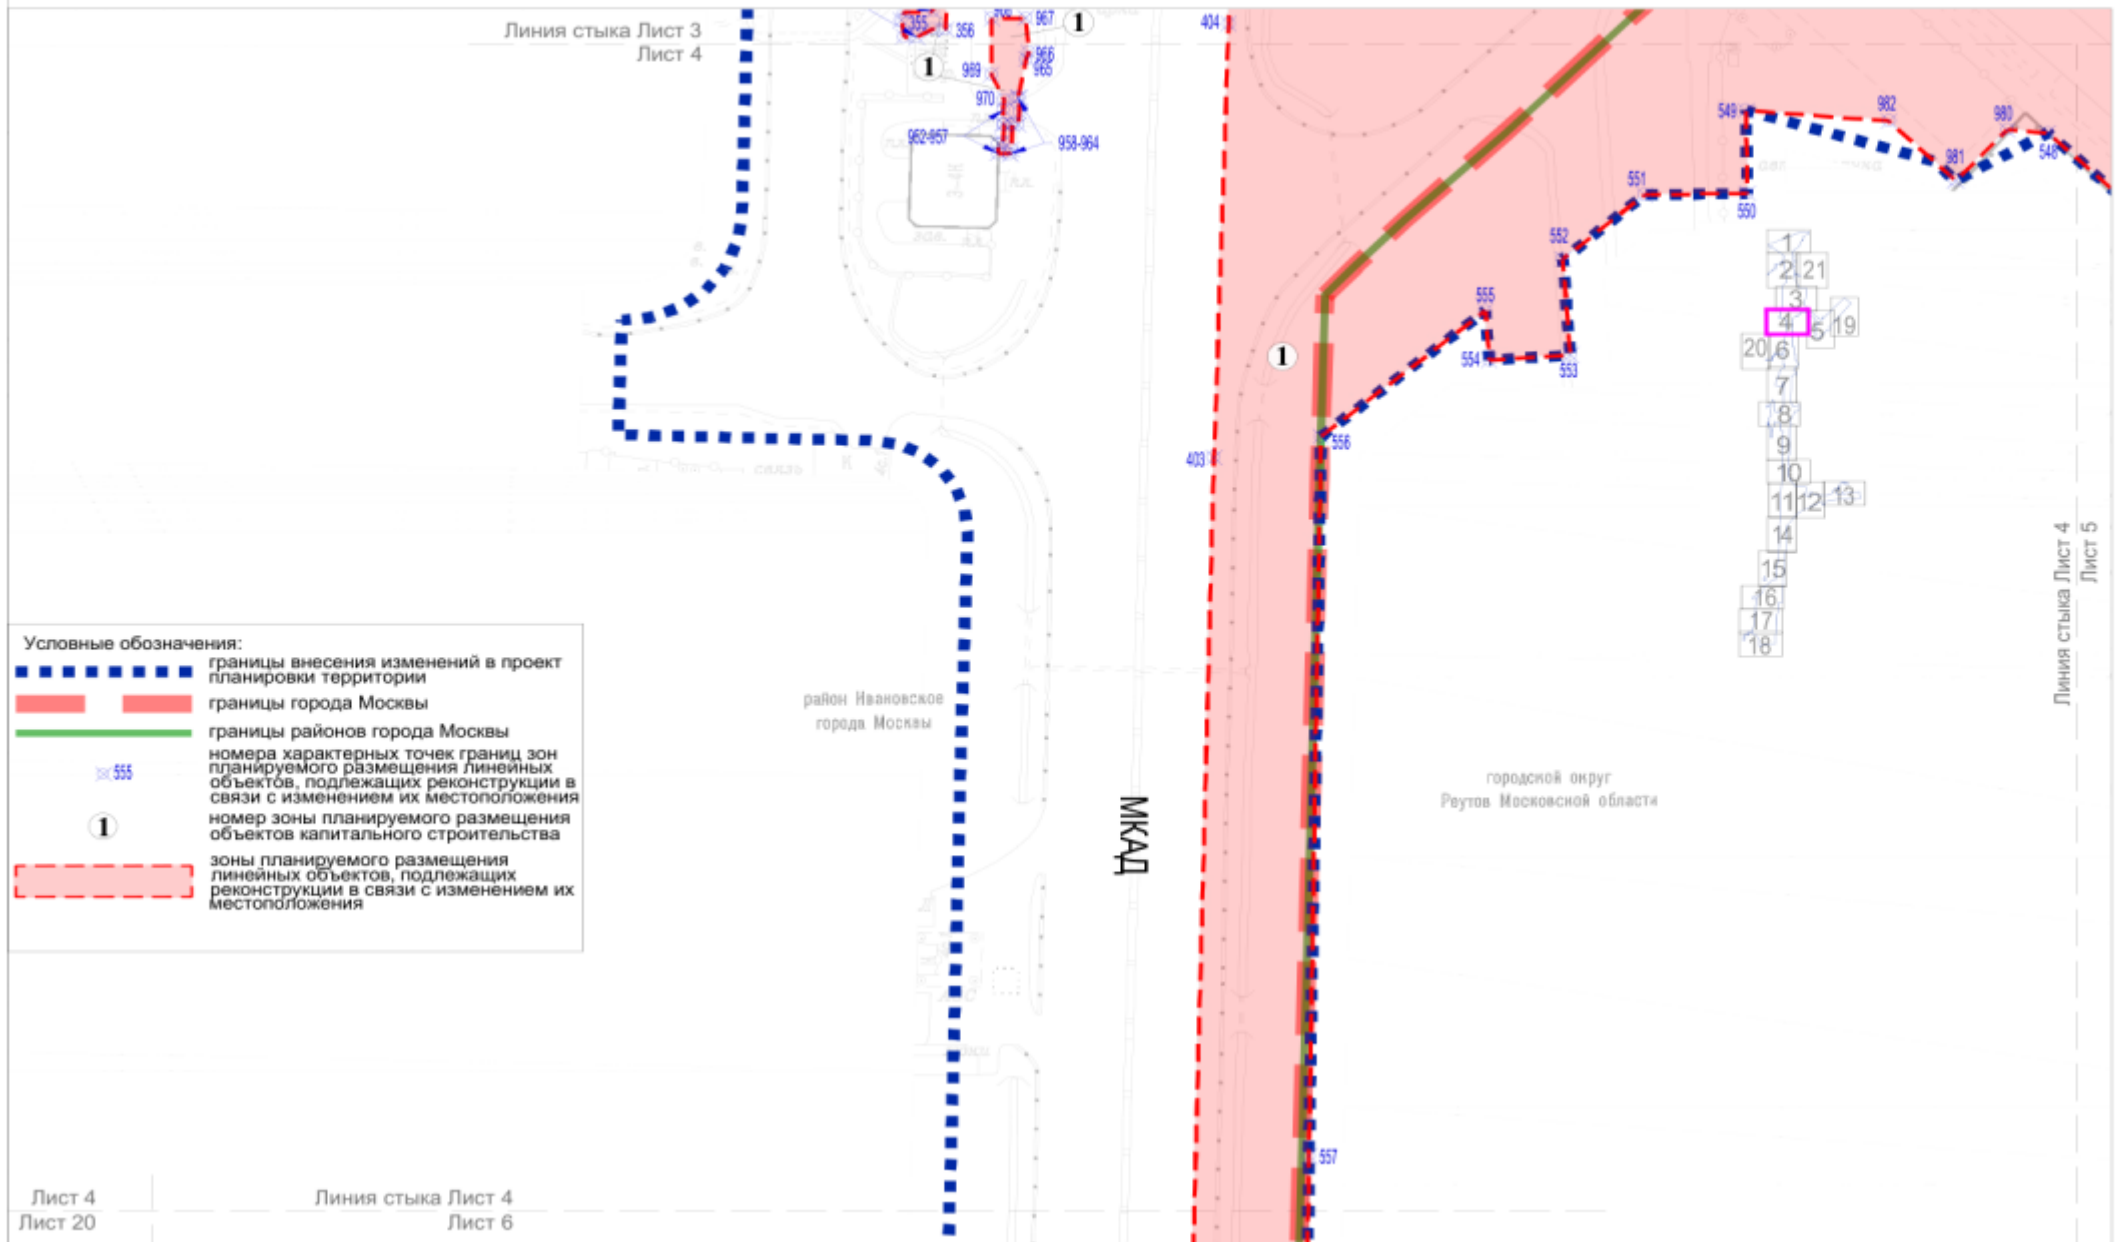 Линия стыка Лист 3
Лист 4
355
356
967
1
966
965
969
1
970
952-957
958-964
404
549
982
980
981
548
551
550
552
555
554
553
556
403
1
1
2 21
3
4
5 19
20 6
7
8
9
10
11 12 13
14
15
16
17
18
Линия стыка Лист 4
Лист 5
Условные обозначения:
границы внесения изменений в проект
планировки территории
границы города Москвы
границы районов города Москвы
555
номера характерных точек границ зон
планируемого размещения линейных
объектов, подлежащих реконструкции в
связи с изменением их местоположения
1
номер зоны планируемого размещения
объектов капитального строительства
зоны планируемого размещения
линейных объектов, подлежащих
реконструкции в связи с изменением их
местоположения
район Ивановское
города Москвы
МКАД
городской округ
Реутов Московской области
557
Лист 4
Лист 20
Линия стыка Лист 4
Лист 6